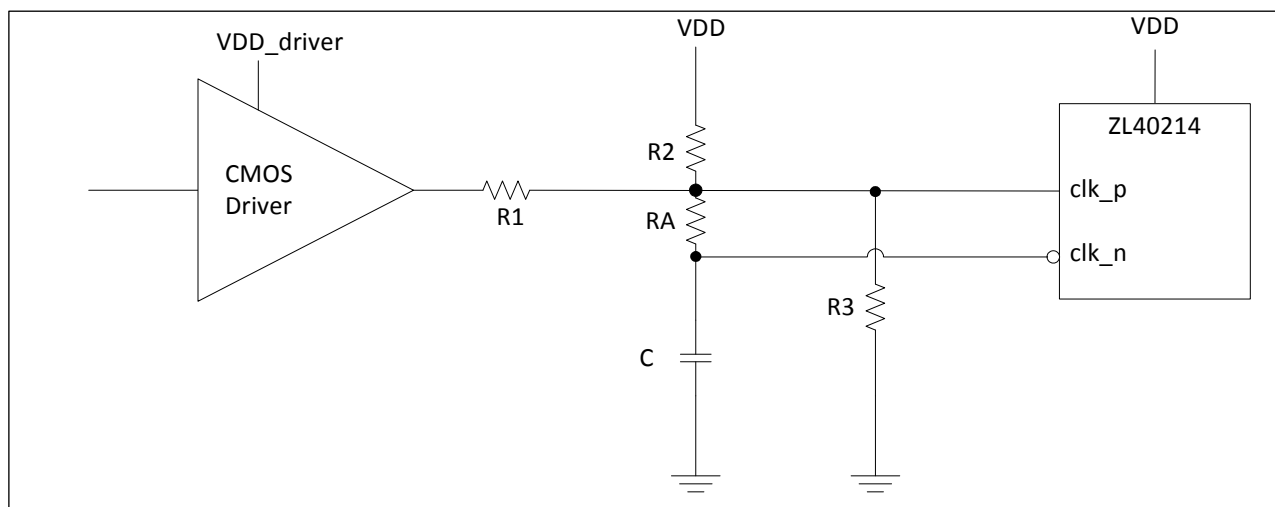 VDD_driver
VDD
VDD
ZL40214
R2
CMOS
Driver
clk_p
R1
RA
clk_n
R3
C